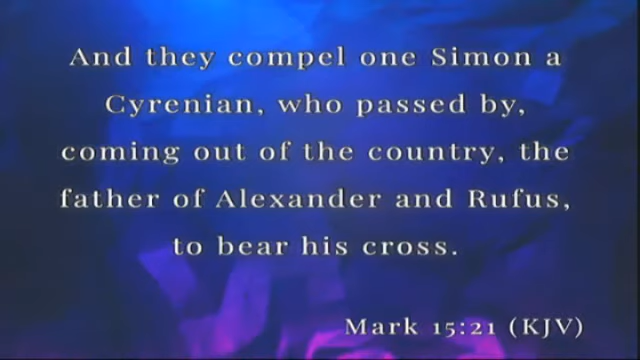 And they compel one Simon a
Cyrenian, who passed by,
coming out of the country, the
father of Alexander and Rufus,
to bear his cross.
Mark 15:21 (KJV)